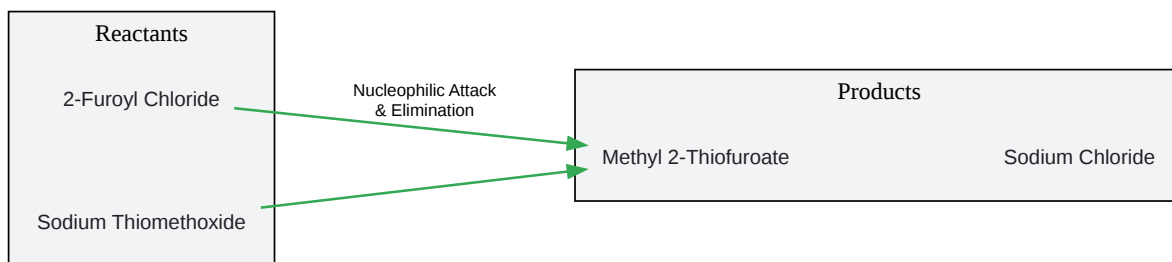 Reactants
2-Furoyl Chloride
Sodium Thiomethoxide
Nucleophilic Attack
& Elimination
Products
Methyl 2-Thiofuroate
Sodium Chloride